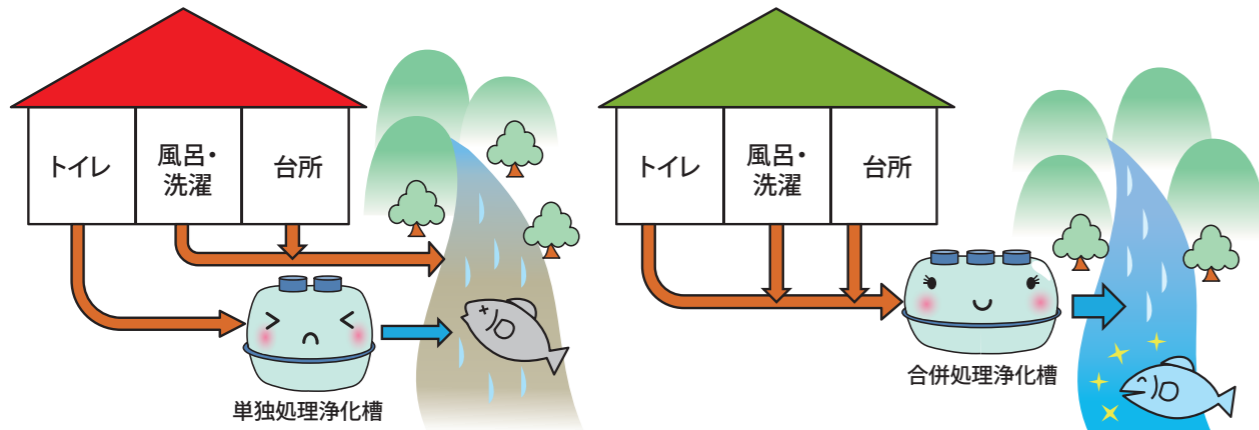 トイレ
風呂・
洗濯
台所
単独処理浄化槽
トイレ
風呂・
洗濯
台所
合併処理浄化槽